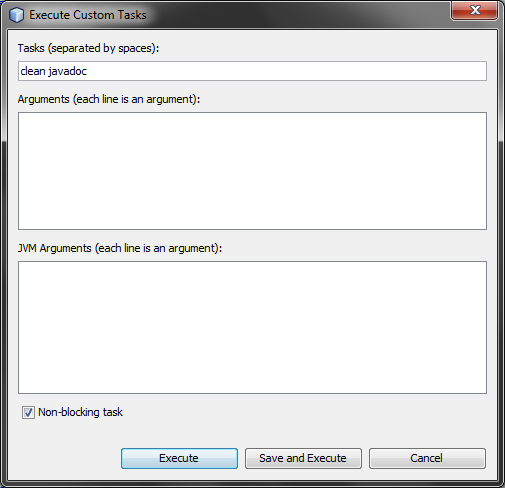 Execute Custom Tasks
Tasks (separated by spaces):
clean javadoc
Arguments (each line is an argument):
JVM Arguments (each line is an argument):
Non-blocking task
Execute
Save and Execute
Cancel